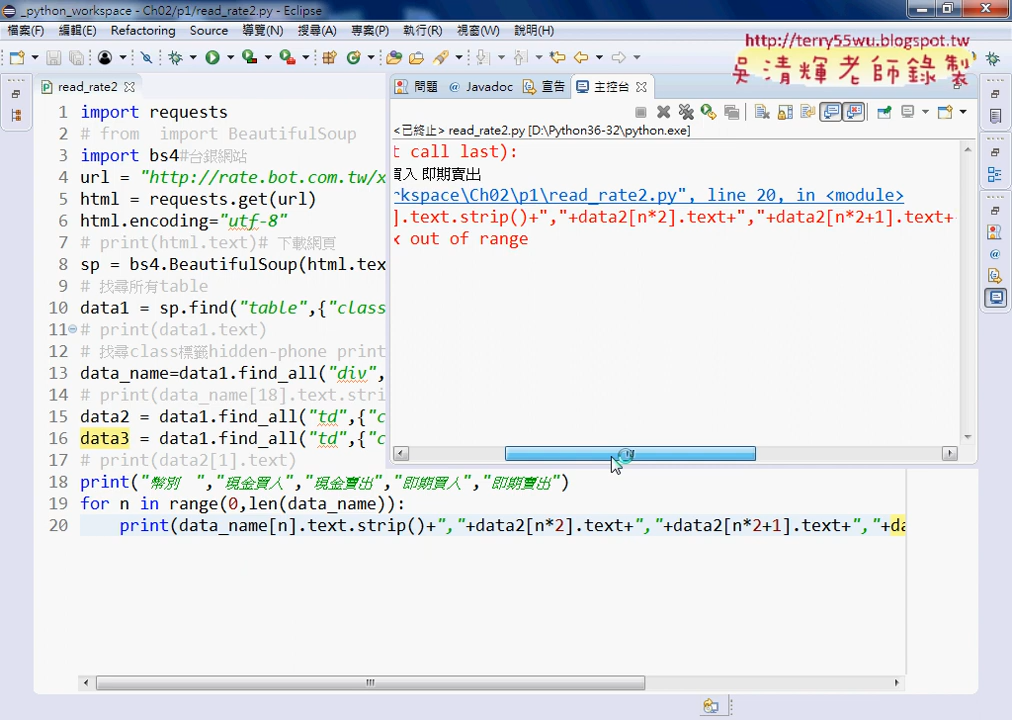 _python_workspace - Ch02/p1/read_rate2.py - Eclipse
檔案(F) 編輯(E) Refactoring Source 導覽(N) 搜尋(A) 專案(P) 執行(R) 視窗(W) 說明(H)
http://terry55wu.blogspot.tw
吳清輝老師錄製
read_rate2
問題 @ Javadoc 宣告 主控台
<已終止> read_rate2.py [D:\Python36-32\python.exe]
t call last):
買入 即期賣出
rkspace\Ch02\p1\read_rate2.py", line 20, in <module>
].text.strip()+","+data2[n*2].text+","+data2[n*2+1].text+
out of range
1 import requests
2 # from  import BeautifulSoup
3 import bs4#台銀網站
4 url = "http://rate.bot.com.tw/x
5 html = requests.get(url)
6 html.encoding="utf-8"
7 # print(html.text)# 下載網頁
8 sp = bs4.BeautifulSoup(html.tex
9 # 找尋所有table
10 data1 = sp.find("table",{"class
11 # print(data1.text)
12 # 找尋class標籤hidden-phone print
13 data_name=data1.find_all("div",
14 # print(data_name[18].text.stri
15 data2 = data1.find_all("td",{"c
16 data3 = data1.find_all("td",{"c
17 # print(data2[1].text)
18 print("幣別 ","現金買入","現金賣出","即期買入","即期賣出")
19 for n in range(0,len(data_name)):
20 print(data_name[n].text.strip()+","+data2[n*2].text+","+data2[n*2+1].text+","+da